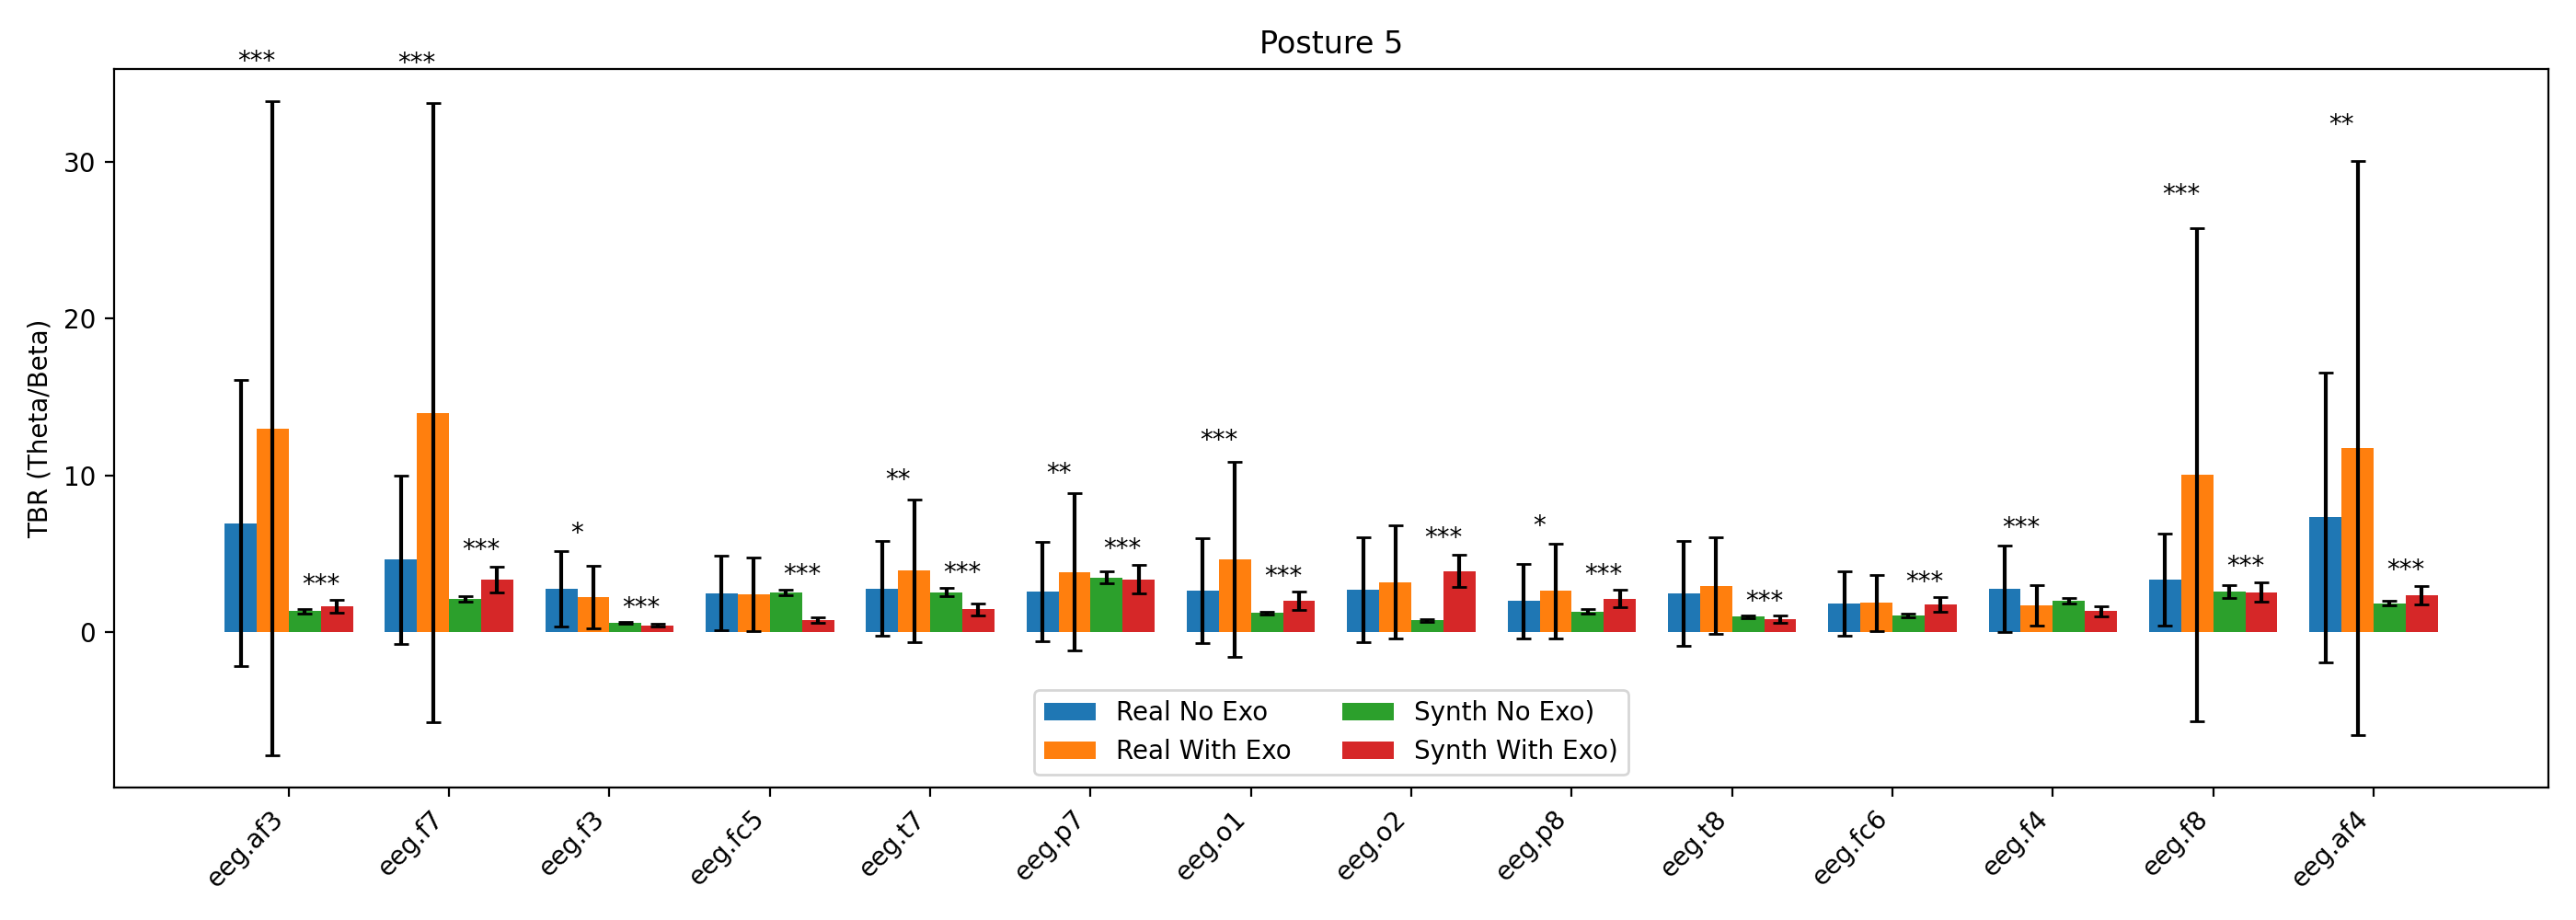 Posture 5
*** *** **
***
30
20
***
** ** *
* ***
*** *** *** *** *** *** *** *** *** *** *** *** ***
TBR (Theta/Beta)
10
0
Real No Exo
Real With Exo
Synth No Exo)
Synth With Exo)
eeg.af3
eeg.f7
eeg.f3
eeg.fc5
eeg.t7
eeg.p7
eeg.o1
eeg.o2
eeg.p8
eeg.t8
eeg.fc6
eeg.f4
eeg.f8
eeg.af4